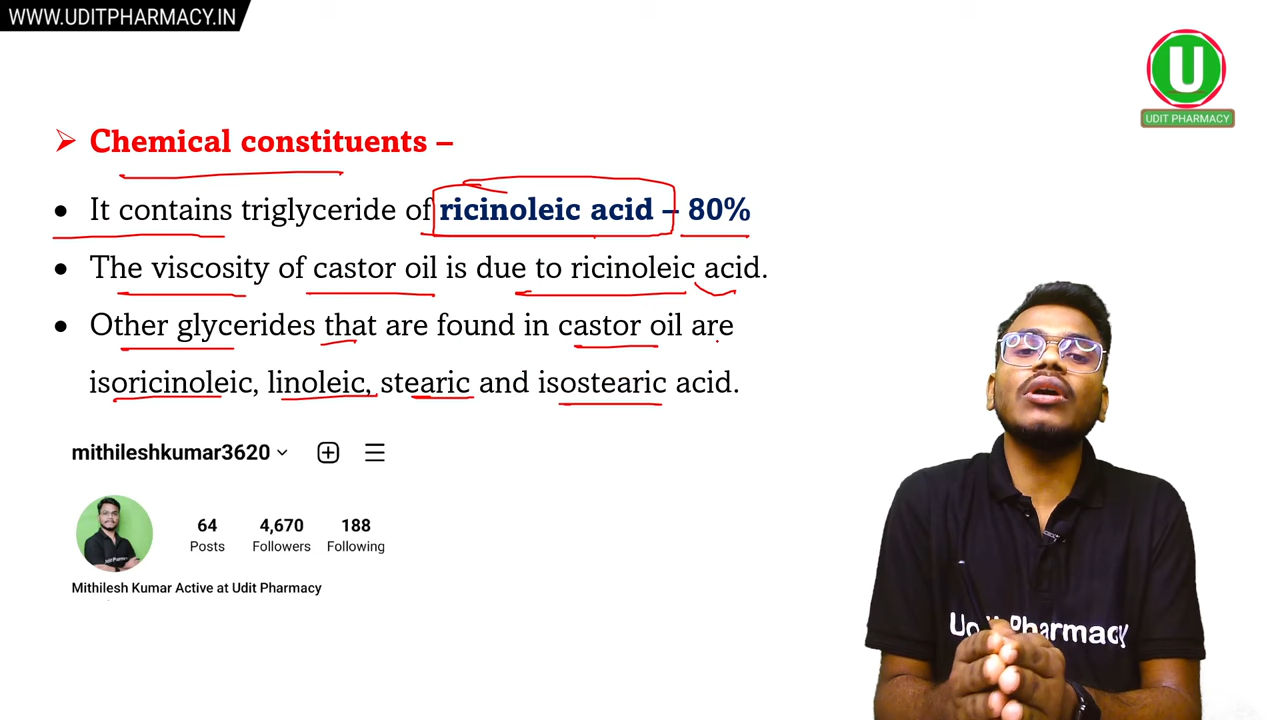 WWW.UDITPHARMACY.IN
U
UDIT PHARMACY
➢ Chemical constituents –
• It contains triglyceride of ricinoleic acid – 80%
• The viscosity of castor oil is due to ricinoleic acid.
• Other glycerides that are found in castor oil are
isoricinoleic, linoleic, stearic and isostearic acid.
mithileshkumar3620
64 4,670 188
Posts Followers Following
Mithilesh Kumar Active at Udit Pharmacy
Udit Pharmacy